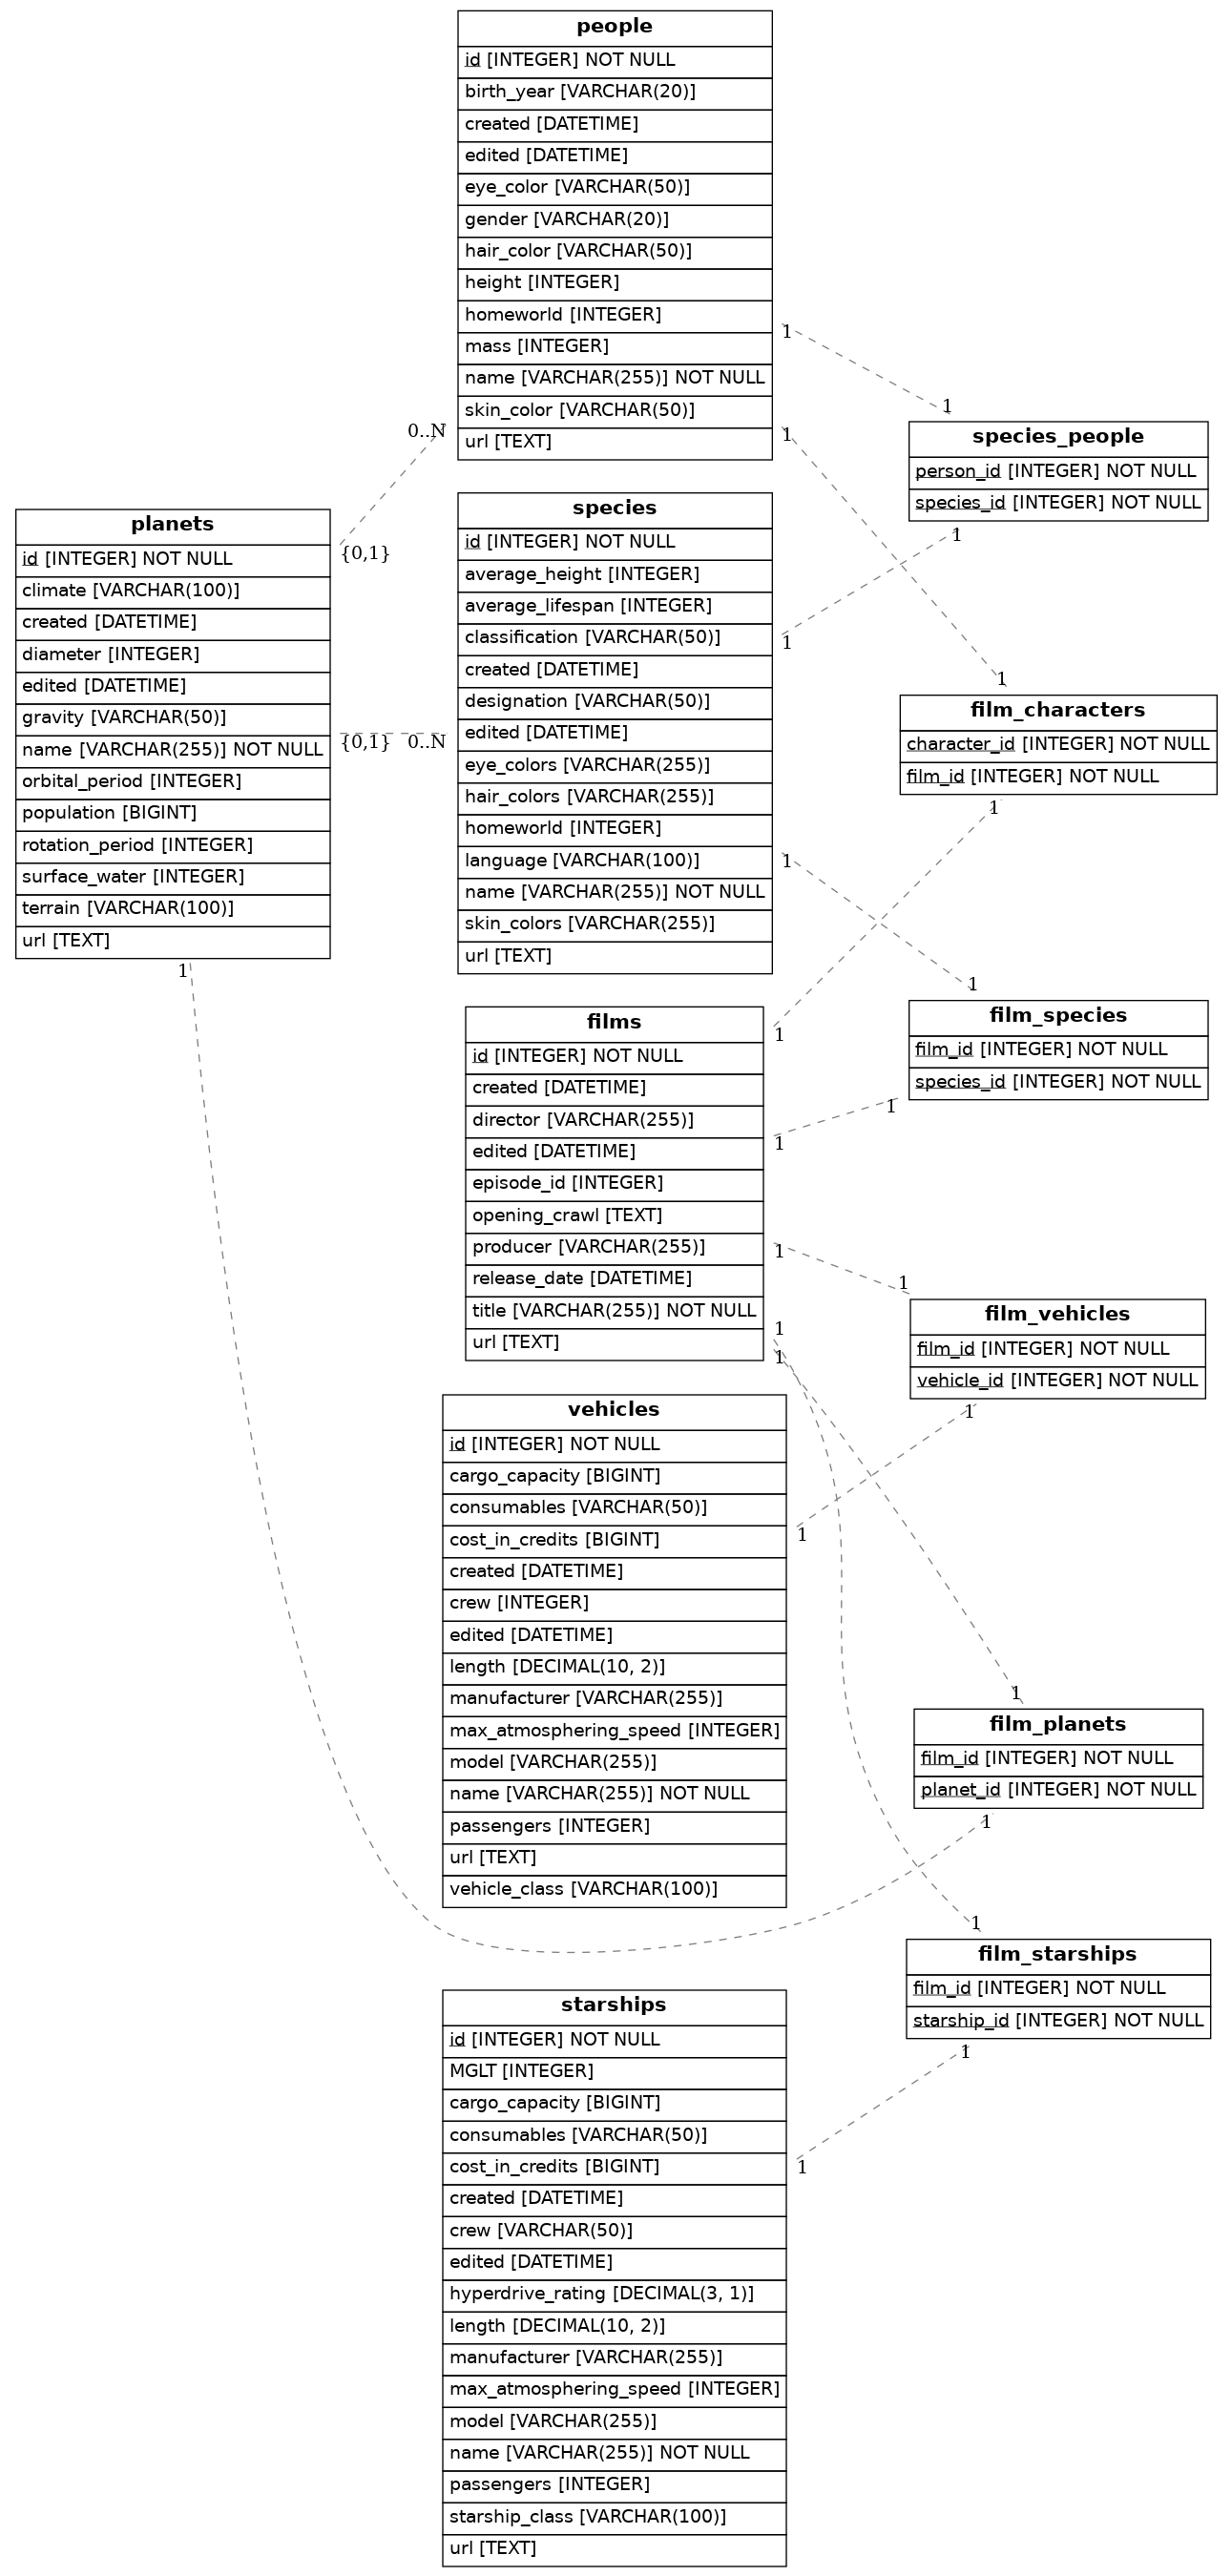 people
id [INTEGER] NOT NULL
birth_year [VARCHAR(20)]
created [DATETIME]
edited [DATETIME]
eye_color [VARCHAR(50)]
gender [VARCHAR(20)]
hair_color [VARCHAR(50)]
height [INTEGER]
homeworld [INTEGER]
mass [INTEGER]
name [VARCHAR(255)] NOT NULL
skin_color [VARCHAR(50)]
url [TEXT]
1
1
0..N
1
species_people
person_id [INTEGER] NOT NULL
species_id [INTEGER] NOT NULL
1
planets
id [INTEGER] NOT NULL
climate [VARCHAR(100)]
created [DATETIME]
diameter [INTEGER]
edited [DATETIME]
gravity [VARCHAR(50)]
name [VARCHAR(255)] NOT NULL
orbital_period [INTEGER]
population [BIGINT]
rotation_period [INTEGER]
surface_water [INTEGER]
terrain [VARCHAR(100)]
url [TEXT]
{0,1}
{0,1}
0..N
1
species
id [INTEGER] NOT NULL
average_height [INTEGER]
average_lifespan [INTEGER]
classification [VARCHAR(50)]
created [DATETIME]
designation [VARCHAR(50)]
edited [DATETIME]
eye_colors [VARCHAR(255)]
hair_colors [VARCHAR(255)]
homeworld [INTEGER]
language [VARCHAR(100)]
name [VARCHAR(255)] NOT NULL
skin_colors [VARCHAR(255)]
url [TEXT]
1
1
1
film_characters
character_id [INTEGER] NOT NULL
film_id [INTEGER] NOT NULL
1
1
film_species
film_id [INTEGER] NOT NULL
species_id [INTEGER] NOT NULL
1
films
id [INTEGER] NOT NULL
created [DATETIME]
director [VARCHAR(255)]
edited [DATETIME]
episode_id [INTEGER]
opening_crawl [TEXT]
producer [VARCHAR(255)]
release_date [DATETIME]
title [VARCHAR(255)] NOT NULL
url [TEXT]
1
1
1
1
1
1
film_vehicles
film_id [INTEGER] NOT NULL
vehicle_id [INTEGER] NOT NULL
1
vehicles
id [INTEGER] NOT NULL
cargo_capacity [BIGINT]
consumables [VARCHAR(50)]
cost_in_credits [BIGINT]
created [DATETIME]
crew [INTEGER]
edited [DATETIME]
length [DECIMAL(10, 2)]
manufacturer [VARCHAR(255)]
max_atmosphering_speed [INTEGER]
model [VARCHAR(255)]
name [VARCHAR(255)] NOT NULL
passengers [INTEGER]
url [TEXT]
vehicle_class [VARCHAR(100)]
1
1
film_planets
film_id [INTEGER] NOT NULL
planet_id [INTEGER] NOT NULL
1
1
film_starships
film_id [INTEGER] NOT NULL
starship_id [INTEGER] NOT NULL
1
starships
id [INTEGER] NOT NULL
MGLT [INTEGER]
cargo_capacity [BIGINT]
consumables [VARCHAR(50)]
cost_in_credits [BIGINT]
created [DATETIME]
crew [VARCHAR(50)]
edited [DATETIME]
hyperdrive_rating [DECIMAL(3, 1)]
length [DECIMAL(10, 2)]
manufacturer [VARCHAR(255)]
max_atmosphering_speed [INTEGER]
model [VARCHAR(255)]
name [VARCHAR(255)] NOT NULL
passengers [INTEGER]
starship_class [VARCHAR(100)]
url [TEXT]
1